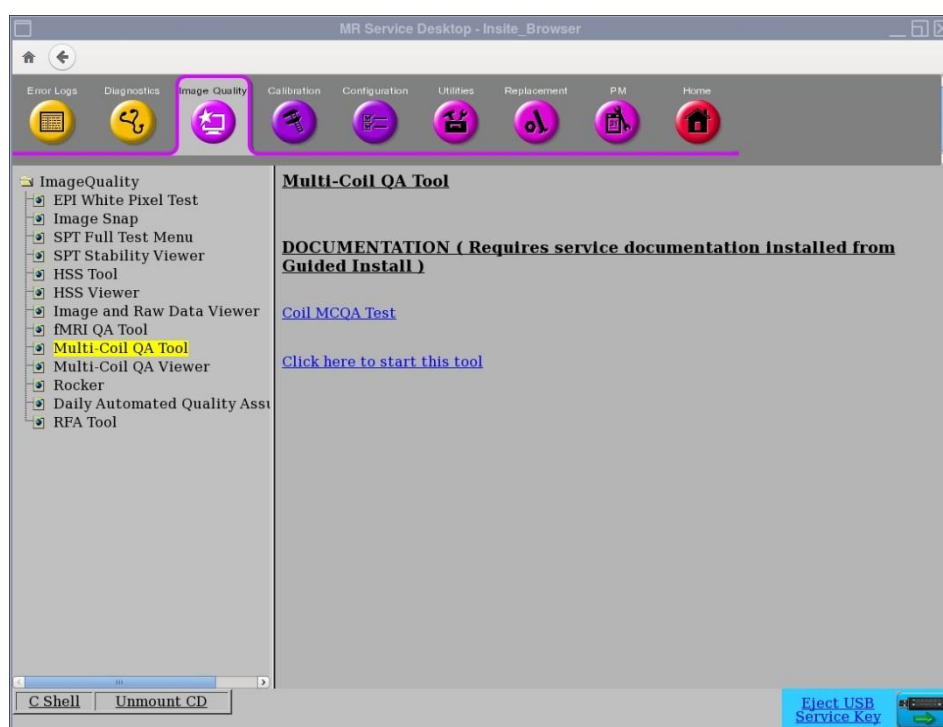 MR Service Desktop - Insite_Browser
Error Logs
Diagnostics
Image Quality
Calibration
Configuration
Utilities
Replacement
PM
Home
ImageQuality
EPI White Pixel Test
Image Snap
SPT Full Test Menu
SPT Stability Viewer
HSS Tool
HSS Viewer
Image and Raw Data Viewer
fMRI QA Tool
Multi-Coil QA Tool
Multi-Coil QA Viewer
Rocker
Daily Automated Quality Assu
RFA Tool
Multi-Coil QA Tool
DOCUMENTATION ( Requires service documentation installed from
Guided Install )
Coil MCQA Test
Click here to start this tool
C Shell
Unmount CD
Eject USB
Service Key